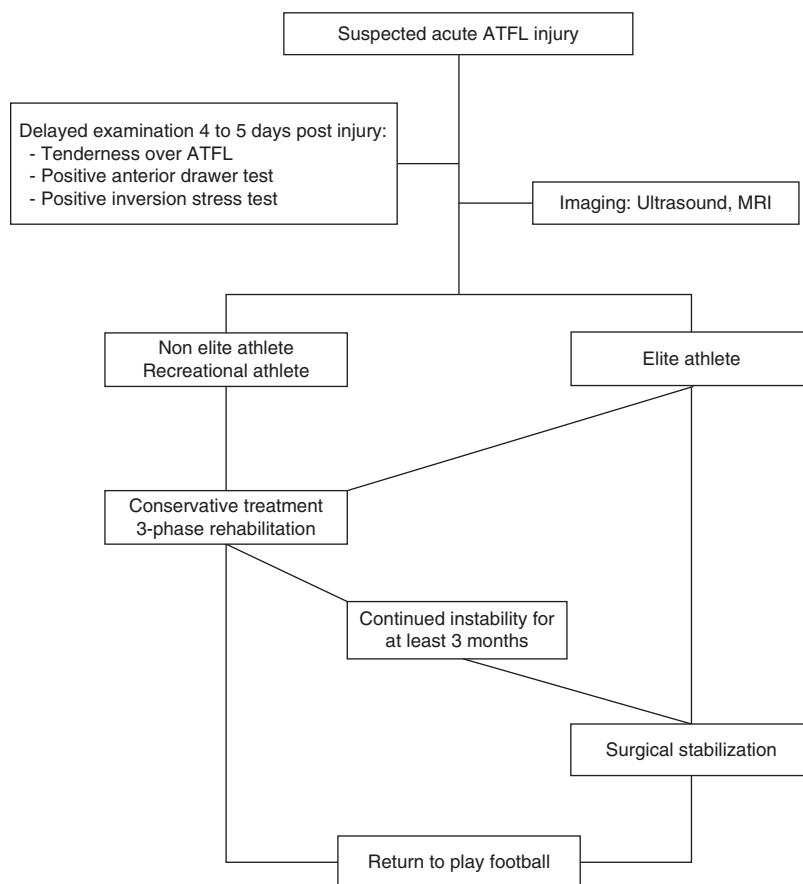 Suspected acute ATFL injury
Delayed examination 4 to 5 days post injury:
- Tenderness over ATFL
- Positive anterior drawer test
- Positive inversion stress test
Imaging: Ultrasound, MRI
Non elite athlete
Recreational athlete
Elite athlete
Conservative treatment
3-phase rehabilitation
Continued instability for
at least 3 months
Surgical stabilization
Return to play football